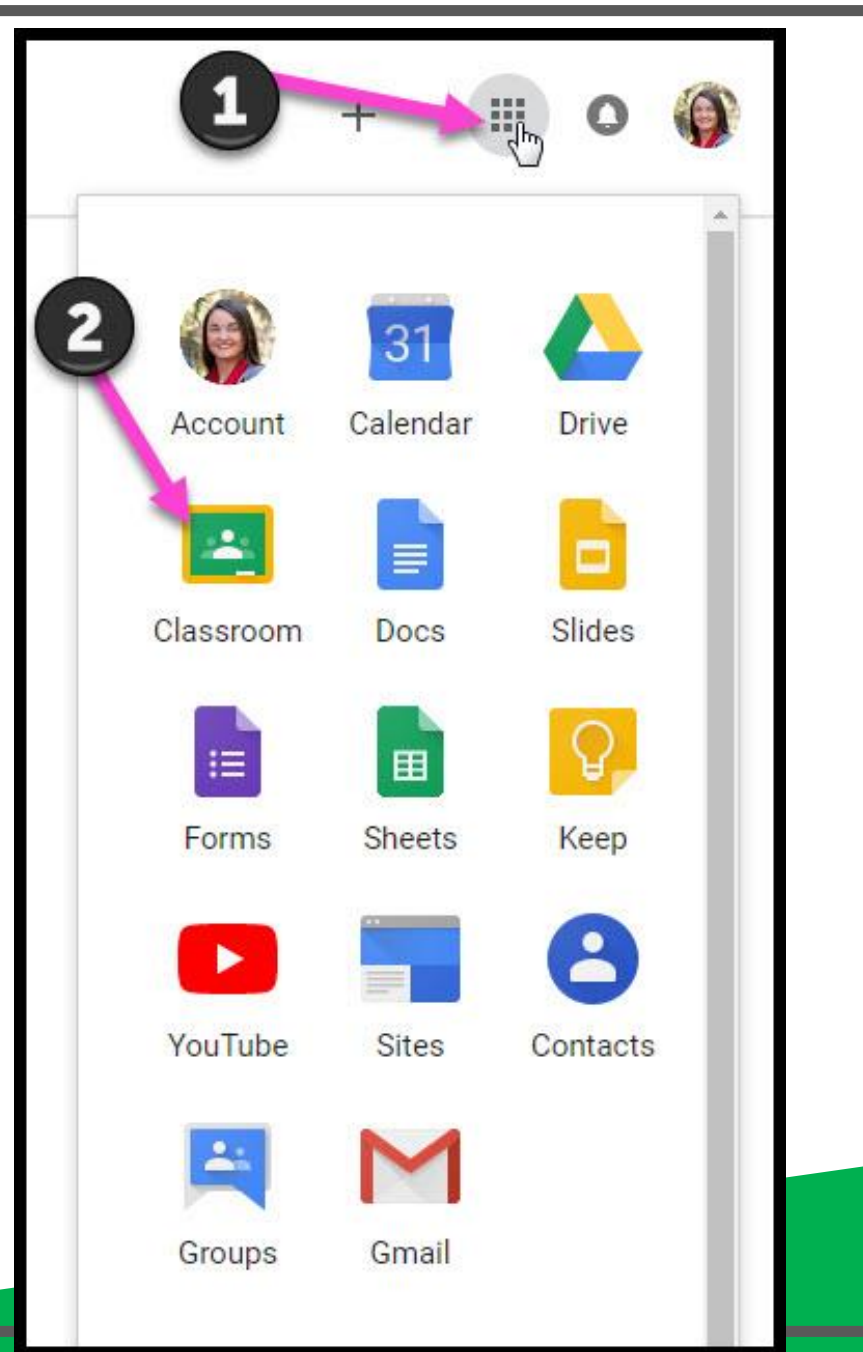 1
2
31
Account Calendar Drive
Classroom Docs Slides
Forms Sheets Keep
YouTube Sites Contacts
Groups Gmail